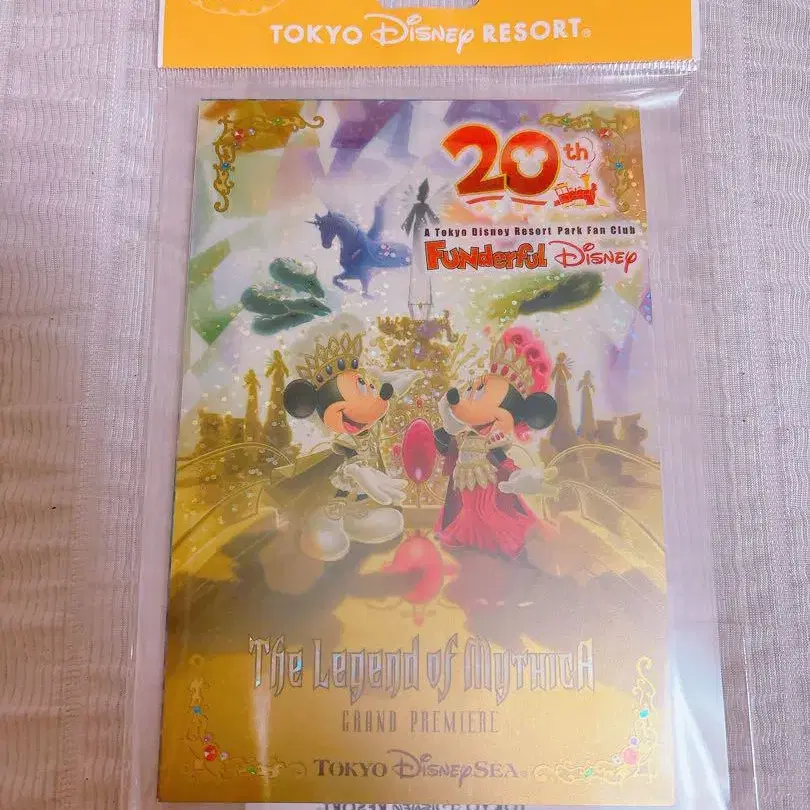 TOKYO Disney RESORT®
20th
A Tokyo Disney Resort Park Fan Club
FUNderful Disney
The Legend of Mythica
GRAND PREMIERE
TOKYO DisneySEA®